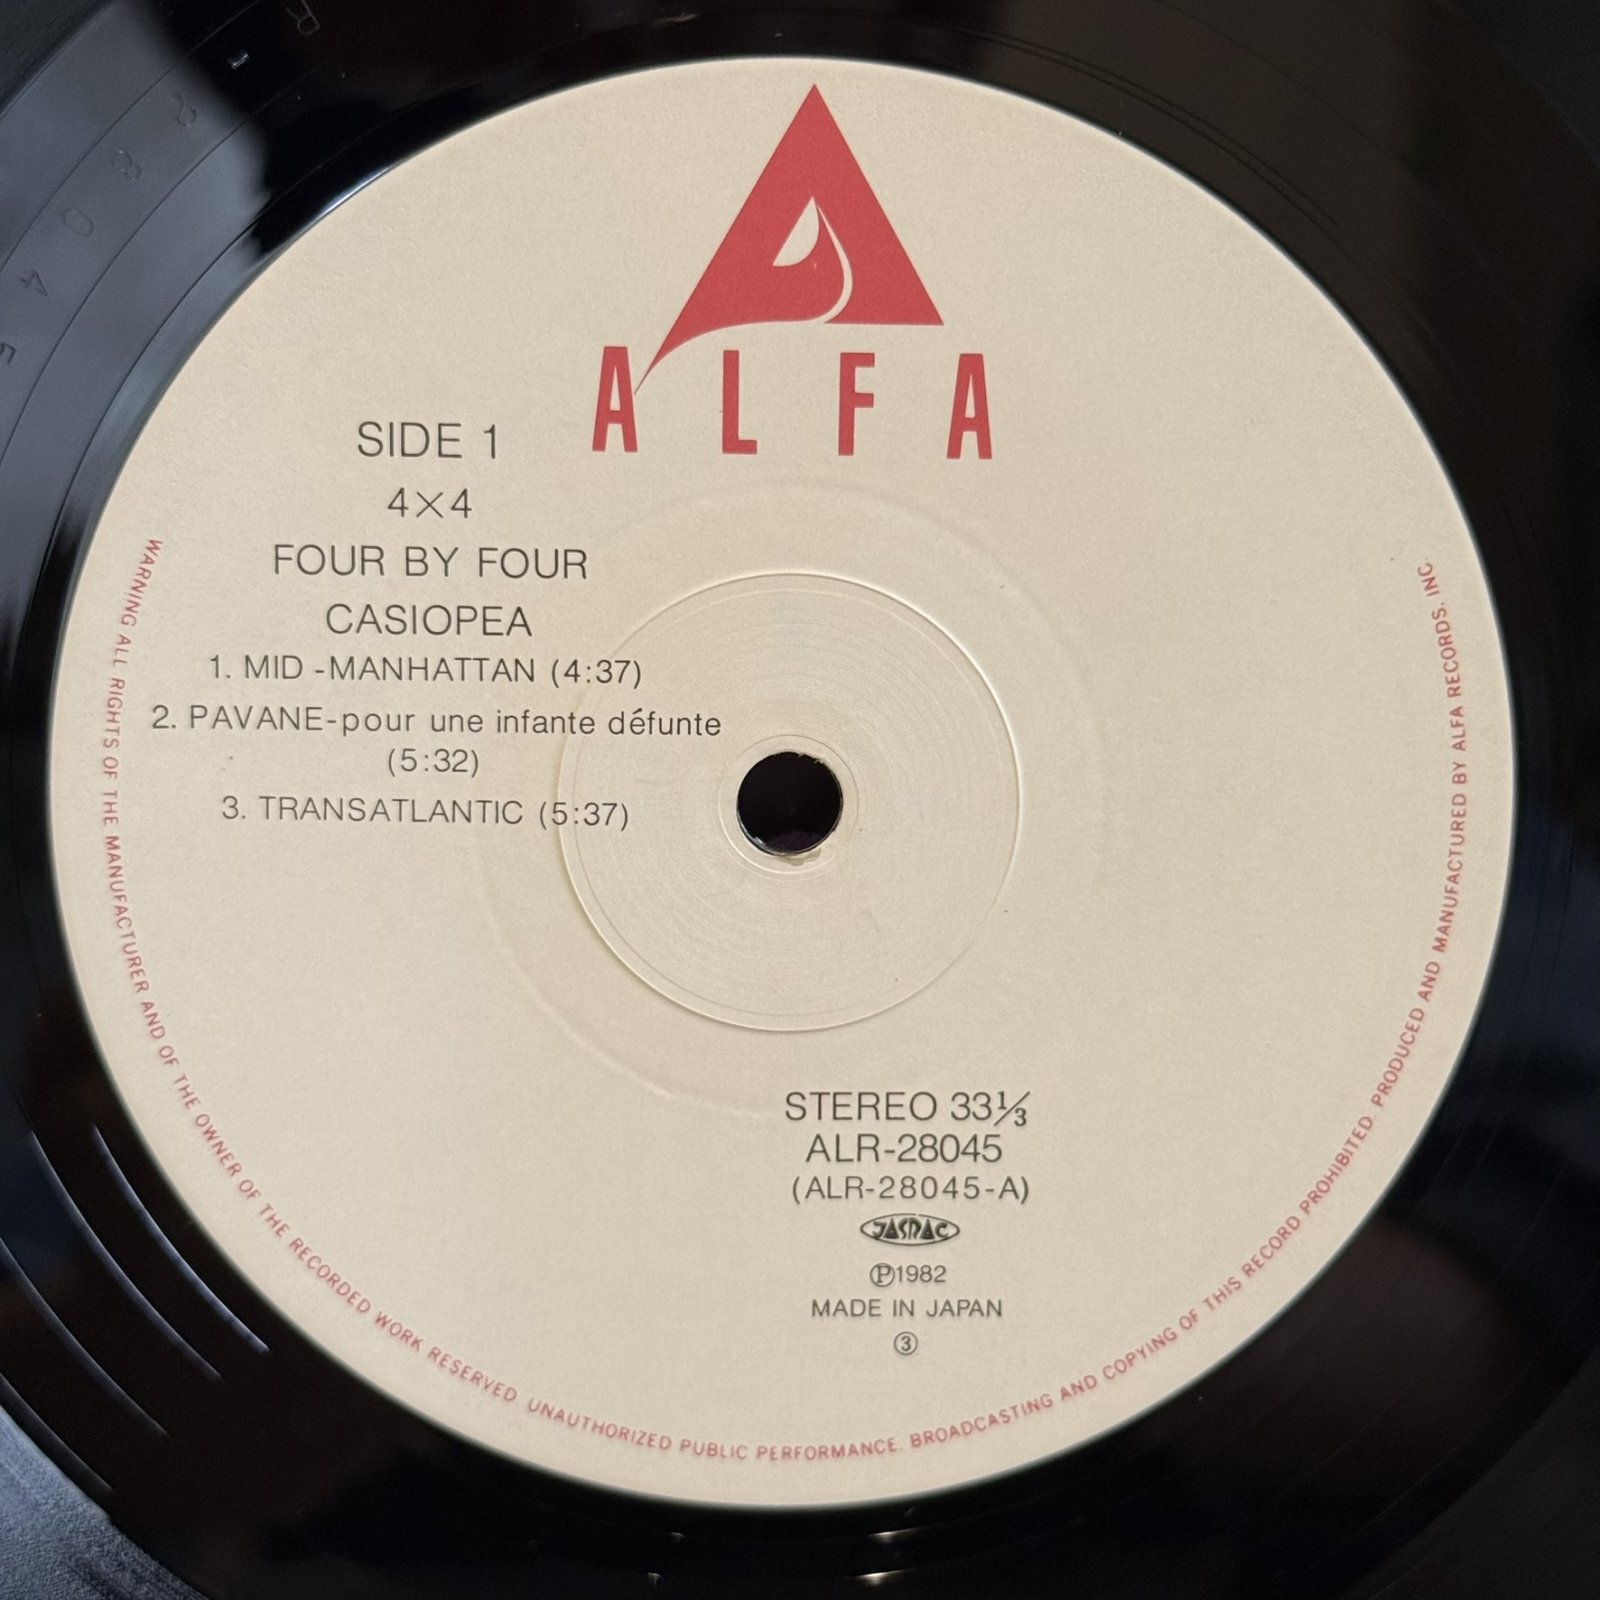 ALFA
SIDE 1
4×4
FOUR BY FOUR
CASIOPEA
1. MID -MANHATTAN (4:37)
2. PAVANE-pour une infante défunte
(5:32)
3. TRANSATLANTIC (5:37)
STEREO 33⅓
ALR-28045
(ALR-28045-A)
JASRAC
Ⓟ1982
MADE IN JAPAN
③
WARNING ALL RIGHTS OF THE MANUFACTURER AND OF THE OWNER OF THE RECORDED WORK RESERVED UNAUTHORIZED PUBLIC PERFORMANCE. BROADCASTING AND COPYING OF THIS RECORD PROHIBITED. PRODUCED AND MANUFACTURED BY ALFA RECORDS. INC.